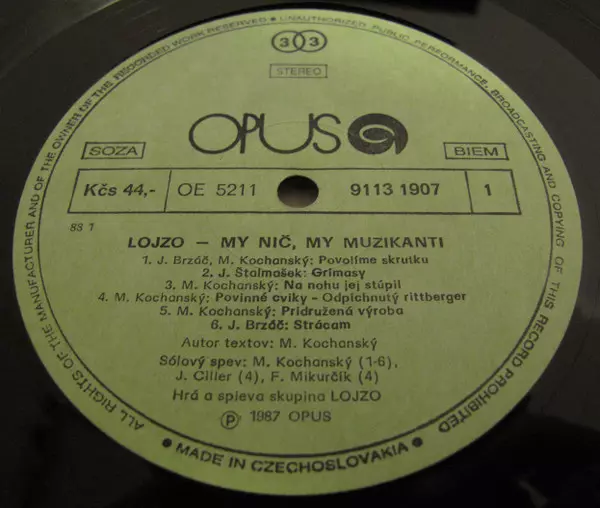 ALL RIGHTS OF THE MANUFACTURER AND OF THE OWNER OF THE RECORDED WORK RESERVED • UNAUTHORIZED PUBLIC PERFORMANCE, BROADCASTING AND COPYING OF THIS RECORD PROHIBITED
33
STEREO
OPUS
SOZA
BIEM
Kčs 44,- OE 5211 9113 1907 1
SS 1
LOJZO – MY NIČ, MY MUZIKANTI
1. J. Brzáč, M. Kochanský: Povolíme skrutku
2. J. Štalmašek: Grimasy
3. M. Kochanský: Na nohu jej stúpil
4. M. Kochanský: Povinné cviky – Odpichnutý rittberger
5. M. Kochanský: Pridružená výroba
6. J. Brzáč: Strácam
Autor textov: M. Kochanský
Sólový spev: M. Kochanský (1-6),
J. Ciller (4), F. Mikurčík (4)
Hrá a spieva skupina LOJZO
Ⓟ 1987 OPUS
• MADE IN CZECHOSLOVAKIA •